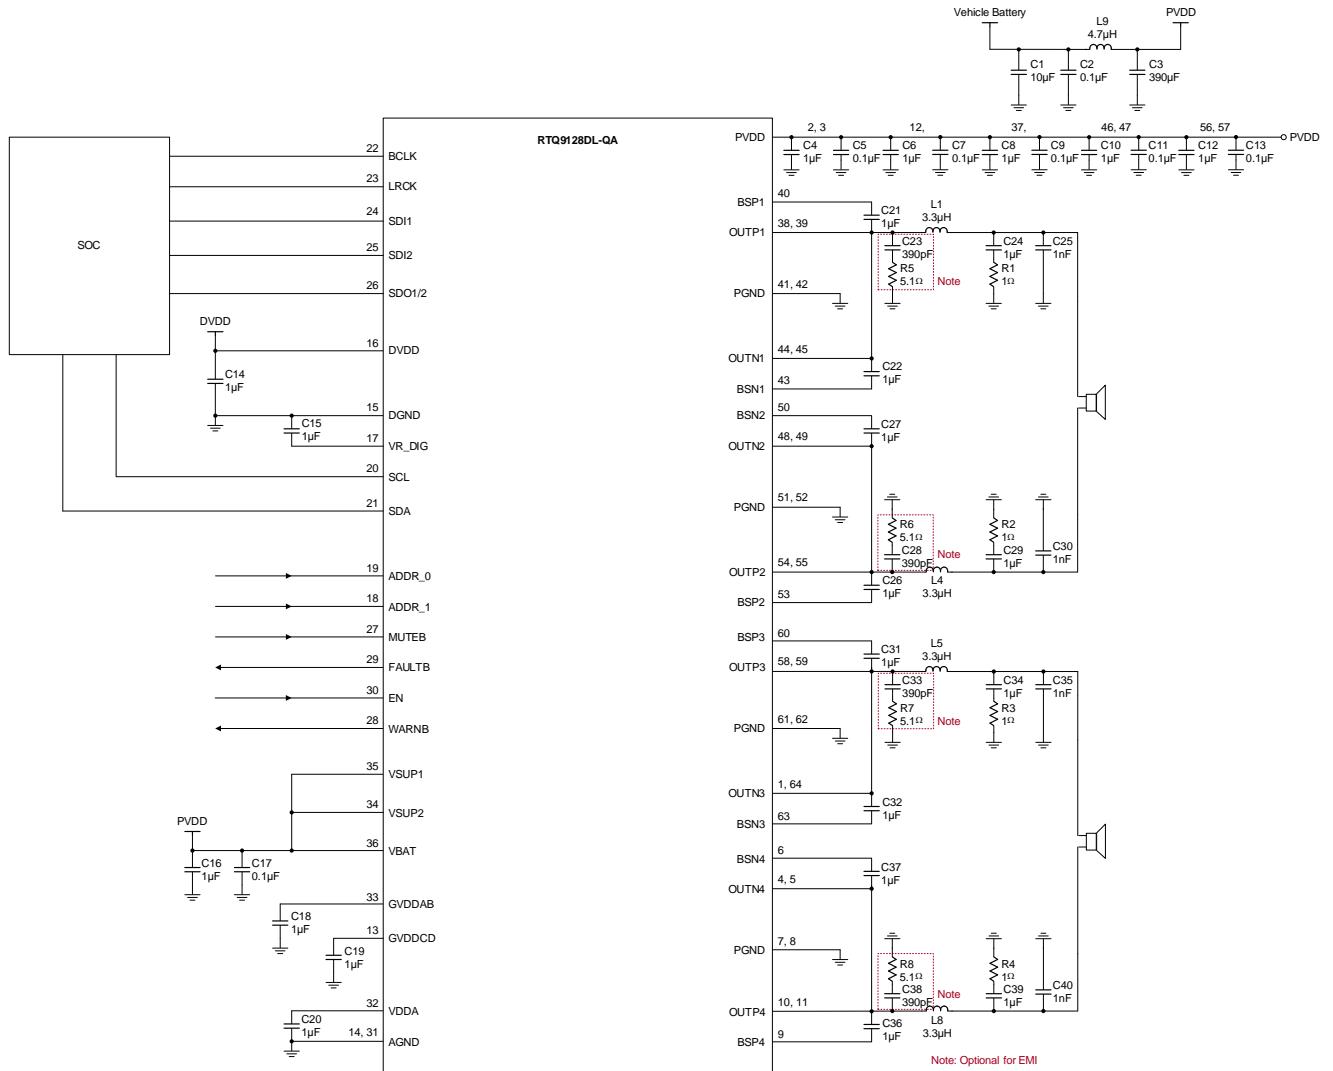 Vehicle Battery
L9
4.7µH
PVDD
C1
10µF
C2
0.1µF
C3
390µF
RTQ9128DL-QA
SOC
22 BCLK
23 LRCK
24 SDI1
25 SDI2
26 SDO1/2
DVDD
16 DVDD
C14
1µF
15 DGND
C15
1µF
17 VR_DIG
20 SCL
21 SDA
19 ADDR_0
18 ADDR_1
27 MUTEB
29 FAULTB
30 EN
28 WARNB
35 VSUP1
34 VSUP2
PVDD
36 VBAT
C16
1µF
C17
0.1µF
33 GVDDAB
C18
1µF
13 GVDDCD
C19
1µF
32 VDDA
C20
1µF
14, 31 AGND
PVDD 2, 3 12, 37, 46, 47 56, 57 PVDD
C4
1µF
C5
0.1µF
C6
1µF
C7
0.1µF
C8
1µF
C9
0.1µF
C10
1µF
C11
0.1µF
C12
1µF
C13
0.1µF
BSP1 40
C21
1µF
L1
3.3µH
OUTP1 38, 39
C23
390pF
R5
5.1Ω
Note
C24
1µF
R1
1Ω
C25
1nF
PGND 41, 42
OUTN1 44, 45
C22
1µF
BSN1 43
BSN2 50
C27
1µF
OUTN2 48, 49
PGND 51, 52
R6
5.1Ω
C28
390pF
Note
R2
1Ω
C29
1µF
C30
1nF
OUTP2 54, 55
C26
1µF
L4
3.3µH
BSP2 53
BSP3 60
C31
1µF
L5
3.3µH
OUTP3 58, 59
C33
390pF
R7
5.1Ω
Note
C34
1µF
R3
1Ω
C35
1nF
PGND 61, 62
OUTN3 1, 64
C32
1µF
BSN3 63
BSN4 6
C37
1µF
OUTN4 4, 5
PGND 7, 8
R8
5.1Ω
C38
390pF
Note
R4
1Ω
C39
1µF
C40
1nF
OUTP4 10, 11
C36
1µF
L8
3.3µH
BSP4 9
Note: Optional for EMI